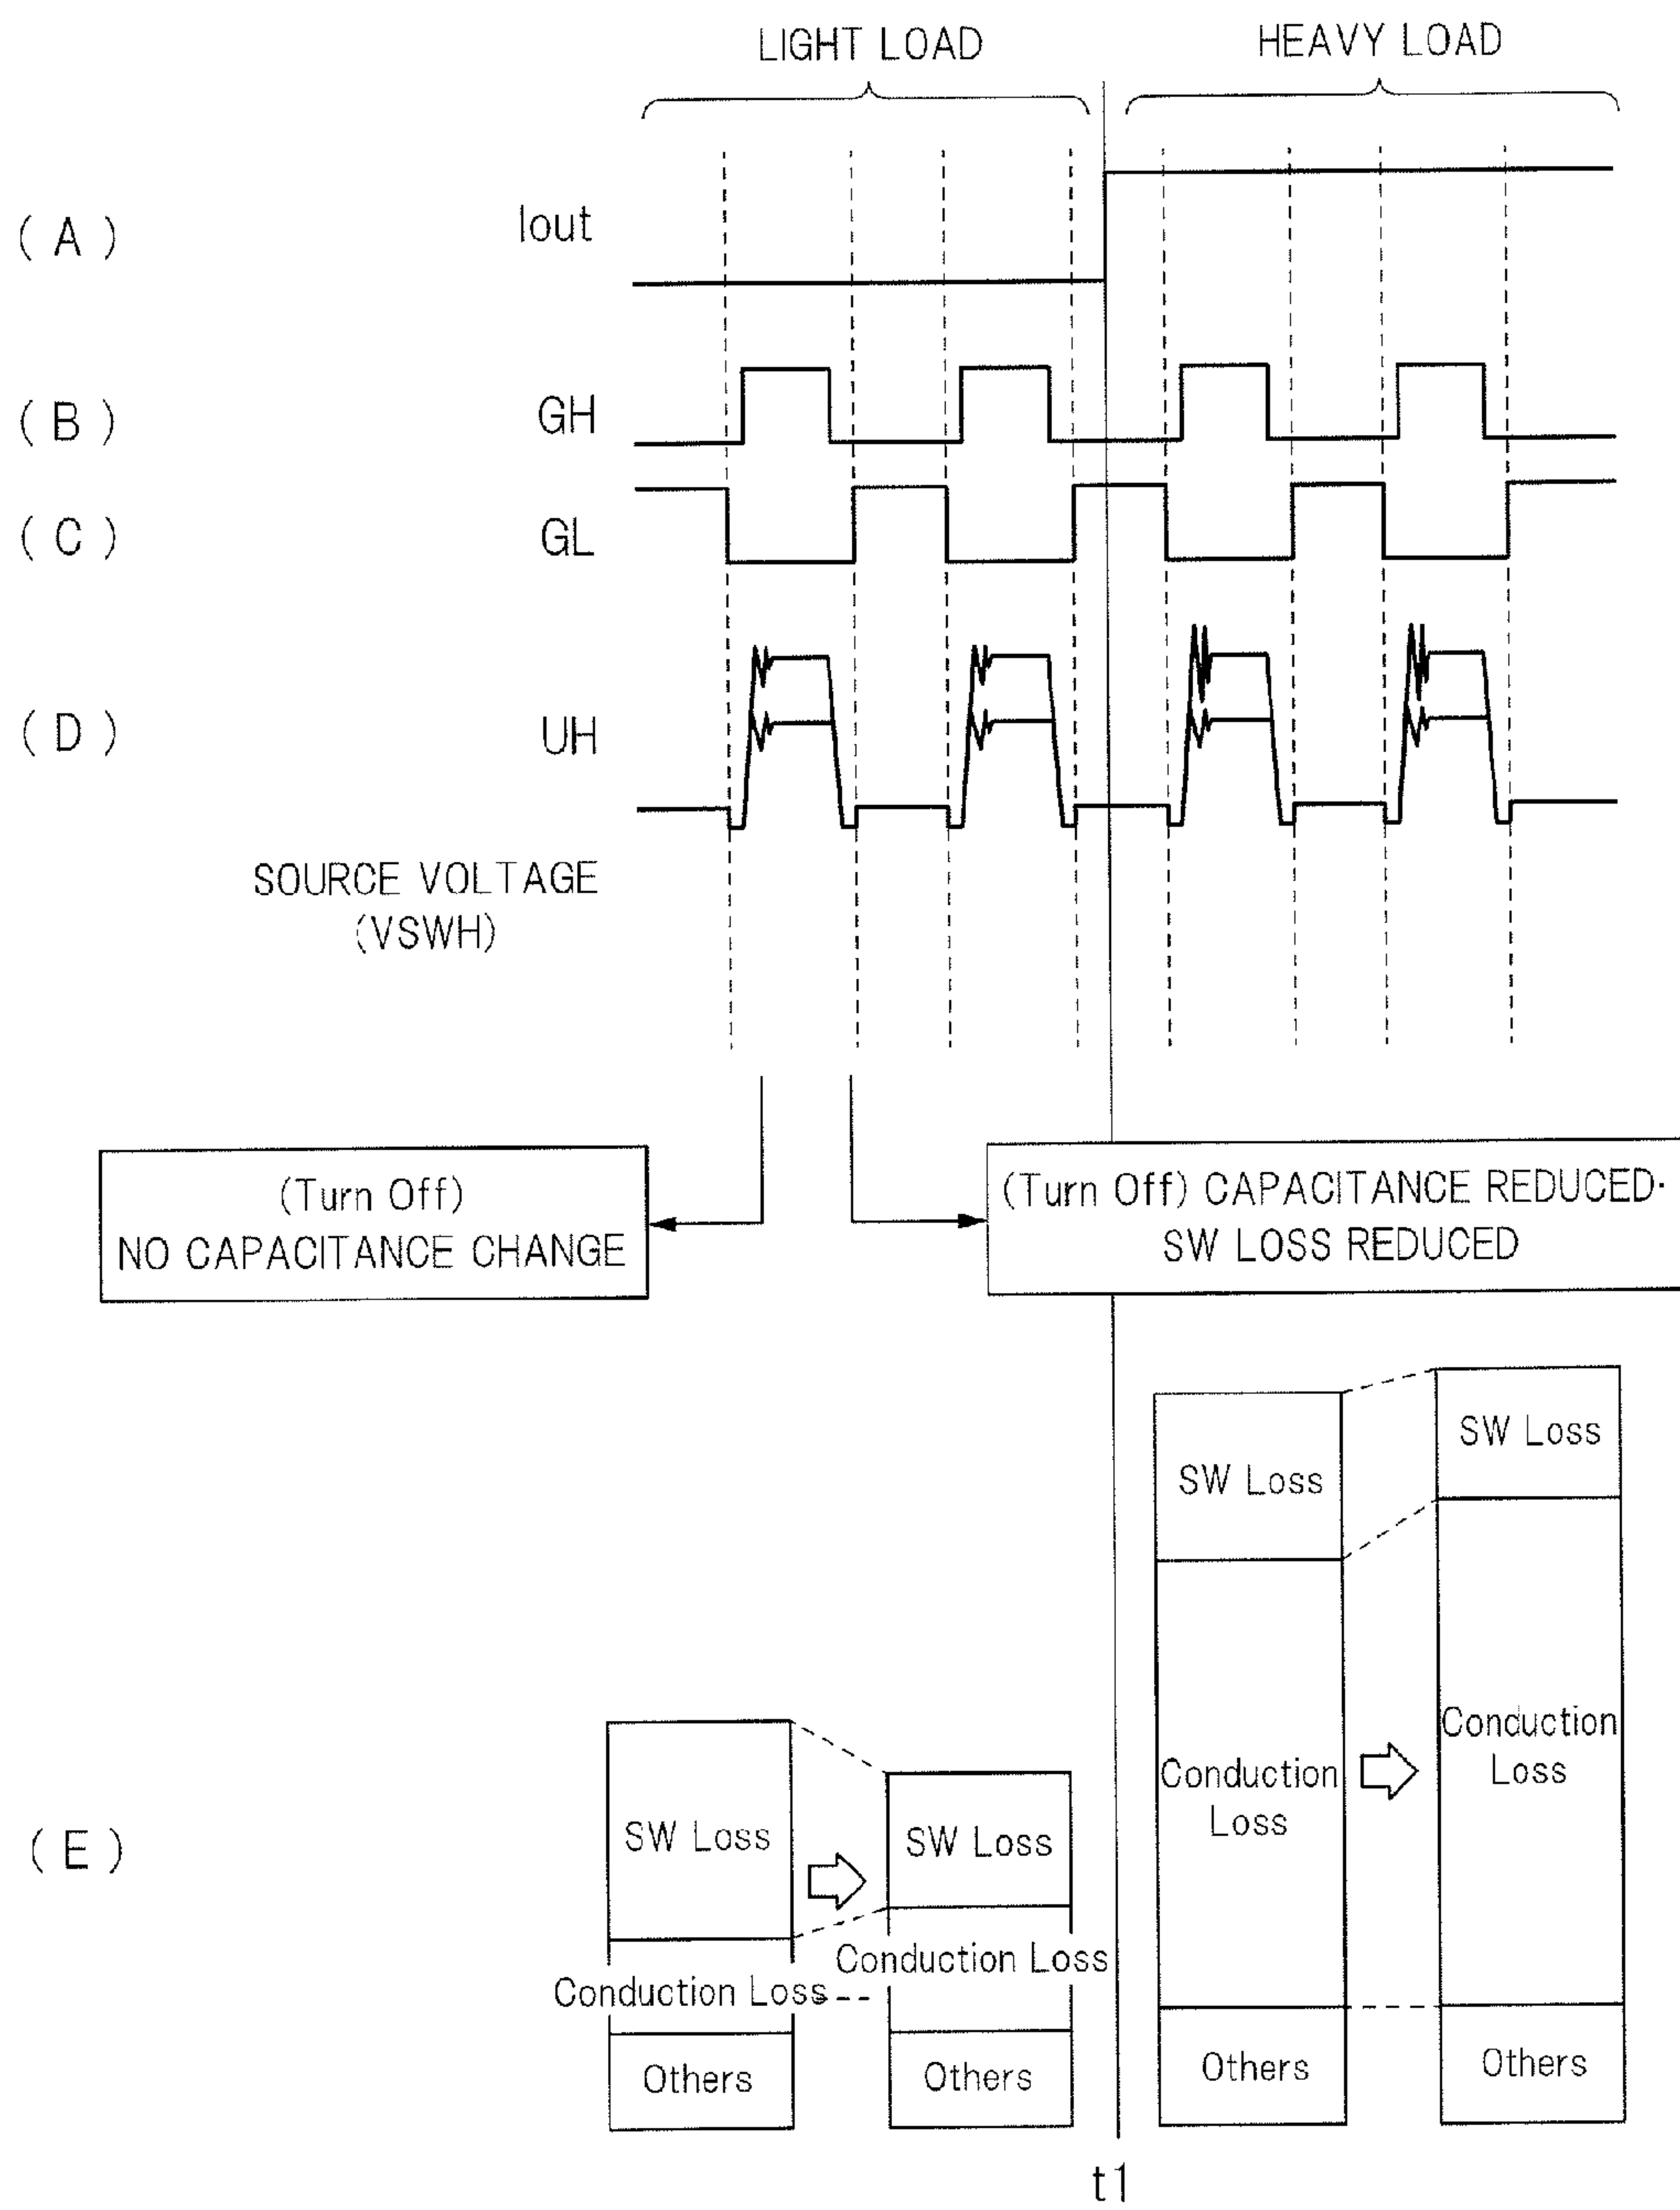 LIGHT LOAD
HEAVY LOAD
(A)
Iout
(B)
GH
(C)
GL
(D)
UH
SOURCE VOLTAGE
(VSWH)
(Turn Off)
NO CAPACITANCE CHANGE
(Turn Off) CAPACITANCE REDUCED·
SW LOSS REDUCED
(E)
SW Loss
Conduction Loss
Others
SW Loss
Conduction Loss
Others
SW Loss
Conduction
Loss
Others
SW Loss
Conduction
Loss
Others
t1